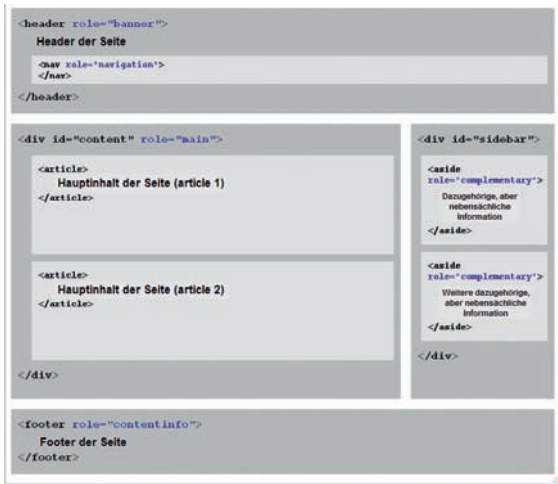 <header role="banner">
Header der Seite
<nav role="navigation">
</nav>
</header>
<div id="content" role="main">
<article>
Hauptinhalt der Seite (article 1)
</article>
<article>
Hauptinhalt der Seite (article 2)
</article>
</div>
<div id="sidebar">
<aside
role="complementary">
Dazugehörige, aber
nebensächliche
Information
</aside>
<aside
role="complementary">
Weitere dazugehörige,
aber nebensächliche
Information
</aside>
</div>
<footer role="contentinfo">
Footer der Seite
</footer>